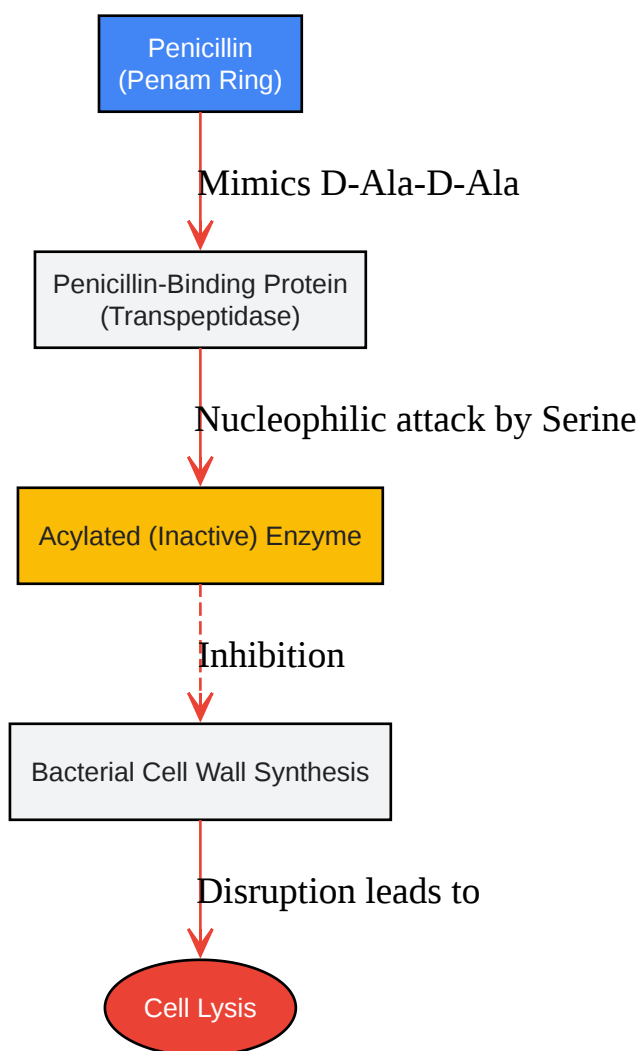 Penicillin
(Penam Ring)
Mimics D-Ala-D-Ala
Penicillin-Binding Protein
(Transpeptidase)
Nucleophilic attack by Serine
Acylated (Inactive) Enzyme
Inhibition
Bacterial Cell Wall Synthesis
Disruption leads to
Cell Lysis